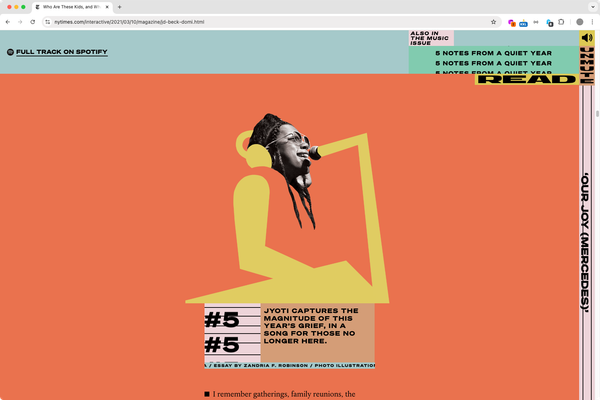 Who Are These Kids, and Wh
nytimes.com/interactive/2021/03/10/magazine/jd-beck-domi.html
FULL TRACK ON SPOTIFY
ALSO IN
THE MUSIC
ISSUE
5 NOTES FROM A QUIET YEAR
5 NOTES FROM A QUIET YEAR
5 NOTES FROM A QUIET YEAR
READ
UNMUTE
'OUR JOY (MERCEDES)'
#5
#5
JYOTI CAPTURES THE
MAGNITUDE OF THIS
YEAR'S GRIEF, IN A
SONG FOR THOSE NO
LONGER HERE.
/ ESSAY BY ZANDRIA F. ROBINSON / PHOTO ILLUSTRATION
I remember gatherings, family reunions, the